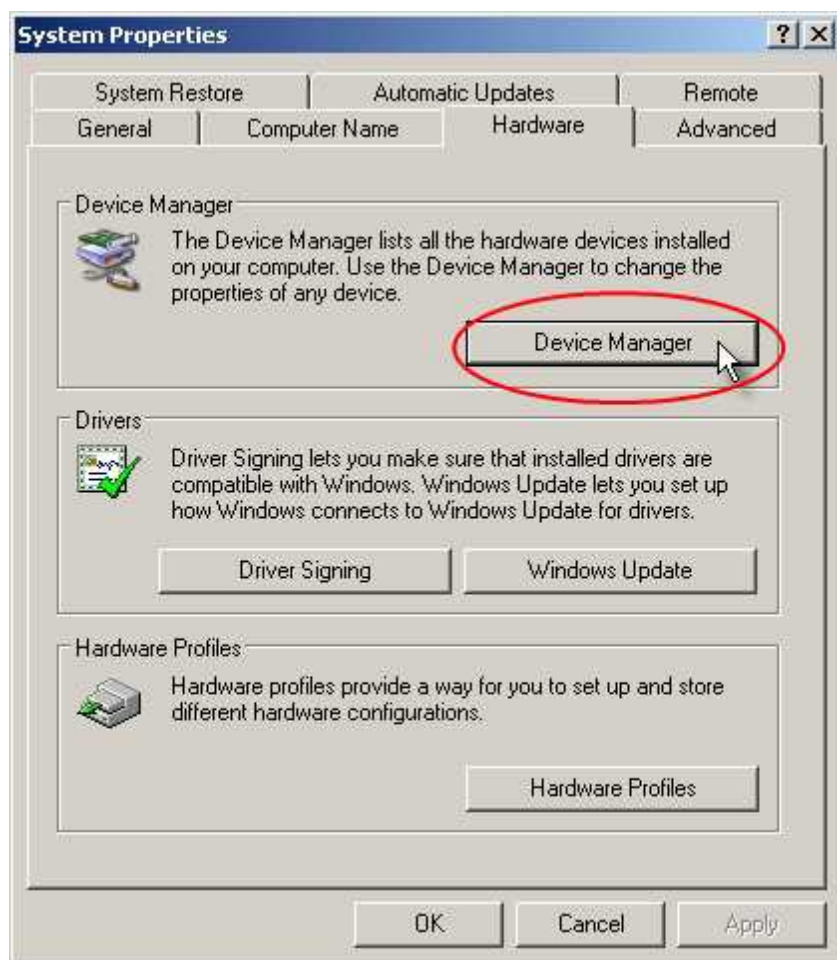 System Properties
System Restore Automatic Updates Remote
General Computer Name Hardware Advanced
Device Manager
The Device Manager lists all the hardware devices installed
on your computer. Use the Device Manager to change the
properties of any device.
Device Manager
Drivers
Driver Signing lets you make sure that installed drivers are
compatible with Windows. Windows Update lets you set up
how Windows connects to Windows Update for drivers.
Driver Signing Windows Update
Hardware Profiles
Hardware profiles provide a way for you to set up and store
different hardware configurations.
Hardware Profiles
OK Cancel Apply